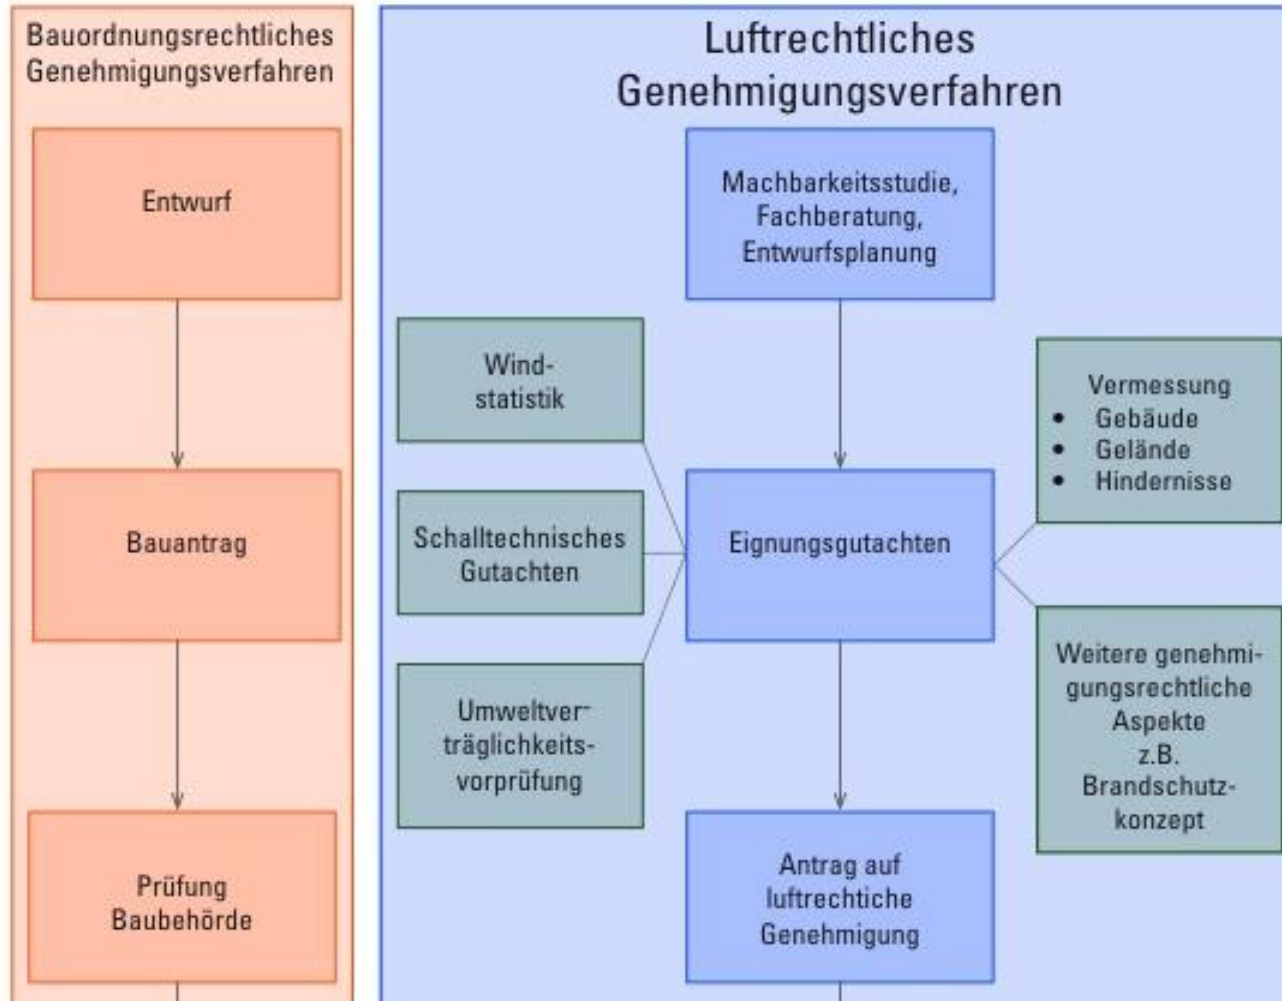 Bauordnungsrechtliches
Genehmigungsverfahren
Entwurf
Bauantrag
Prüfung
Baubehörde
Luftrechtliches
Genehmigungsverfahren
Machbarkeitsstudie,
Fachberatung,
Entwurfsplanung
Wind-
statistik
Schalltechnisches
Gutachten
Umweltver-
träglichkeits-
vorprüfung
Eignungsgutachten
Vermessung
• Gebäude
• Gelände
• Hindernisse
Weitere genehmi-
gungsrechtliche
Aspekte
z.B.
Brandschutz-
konzept
Antrag auf
luftrechtiche
Genehmigung